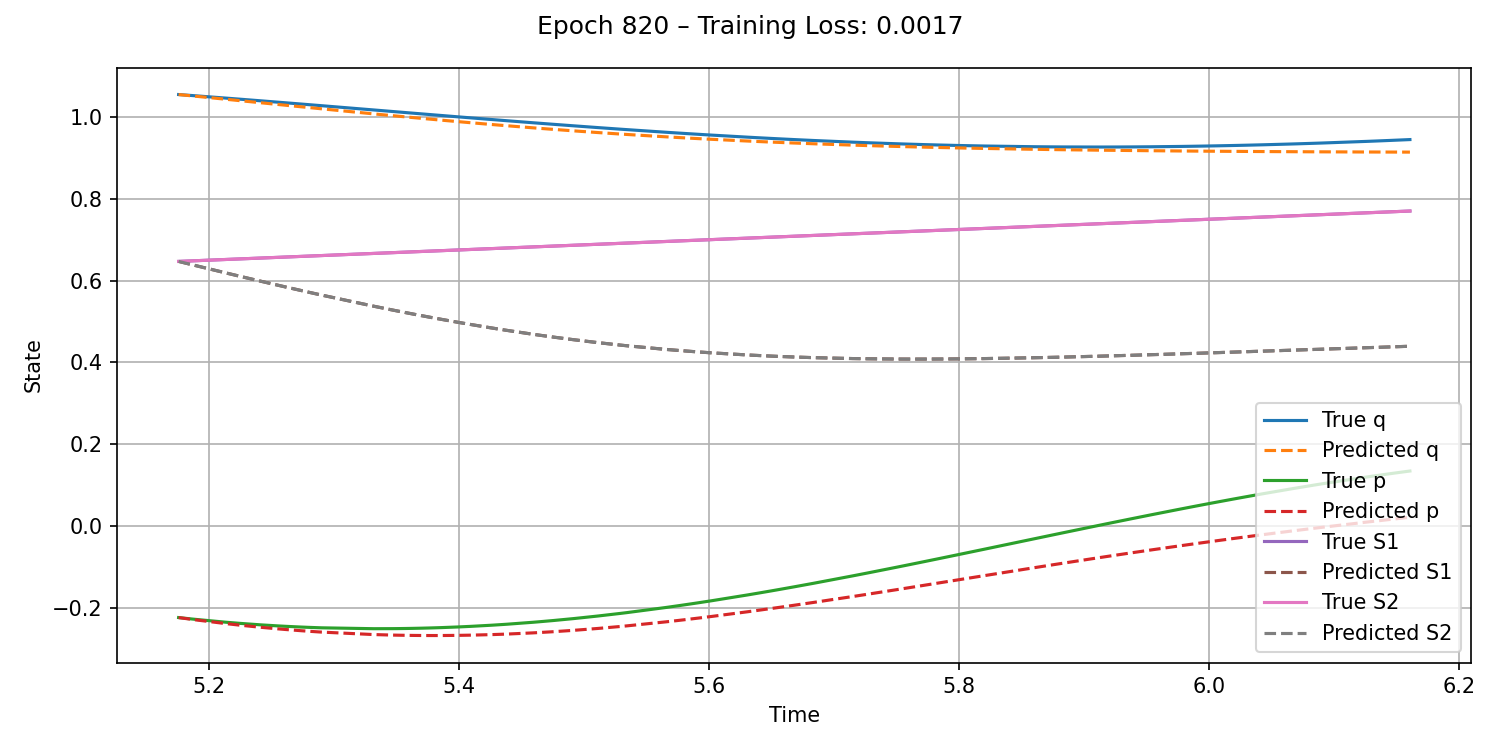 Epoch 820 – Training Loss: 0.0017
1.0
0.8
0.6
0.4
0.2
0.0
−0.2
State
5.2
5.4
5.6
5.8
6.0
6.2
Time
True q
Predicted q
True p
Predicted p
True S1
Predicted S1
True S2
Predicted S2